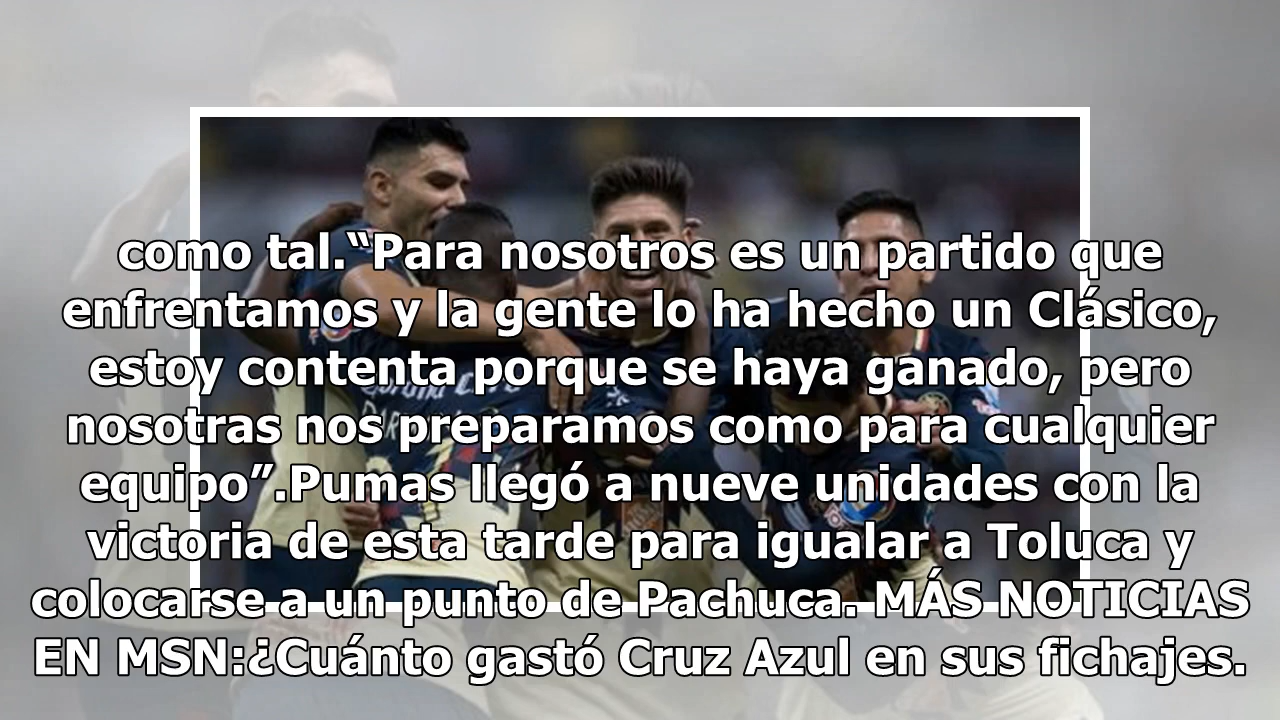 como tal.“Para nosotros es un partido que
enfrentamos y la gente lo ha hecho un Clásico,
estoy contenta porque se haya ganado, pero
nosotras nos preparamos como para cualquier
equipo”.Pumas llegó a nueve unidades con la
victoria de esta tarde para igualar a Toluca y
colocarse a un punto de Pachuca. MÁS NOTICIAS
EN MSN:¿Cuánto gastó Cruz Azul en sus fichajes.